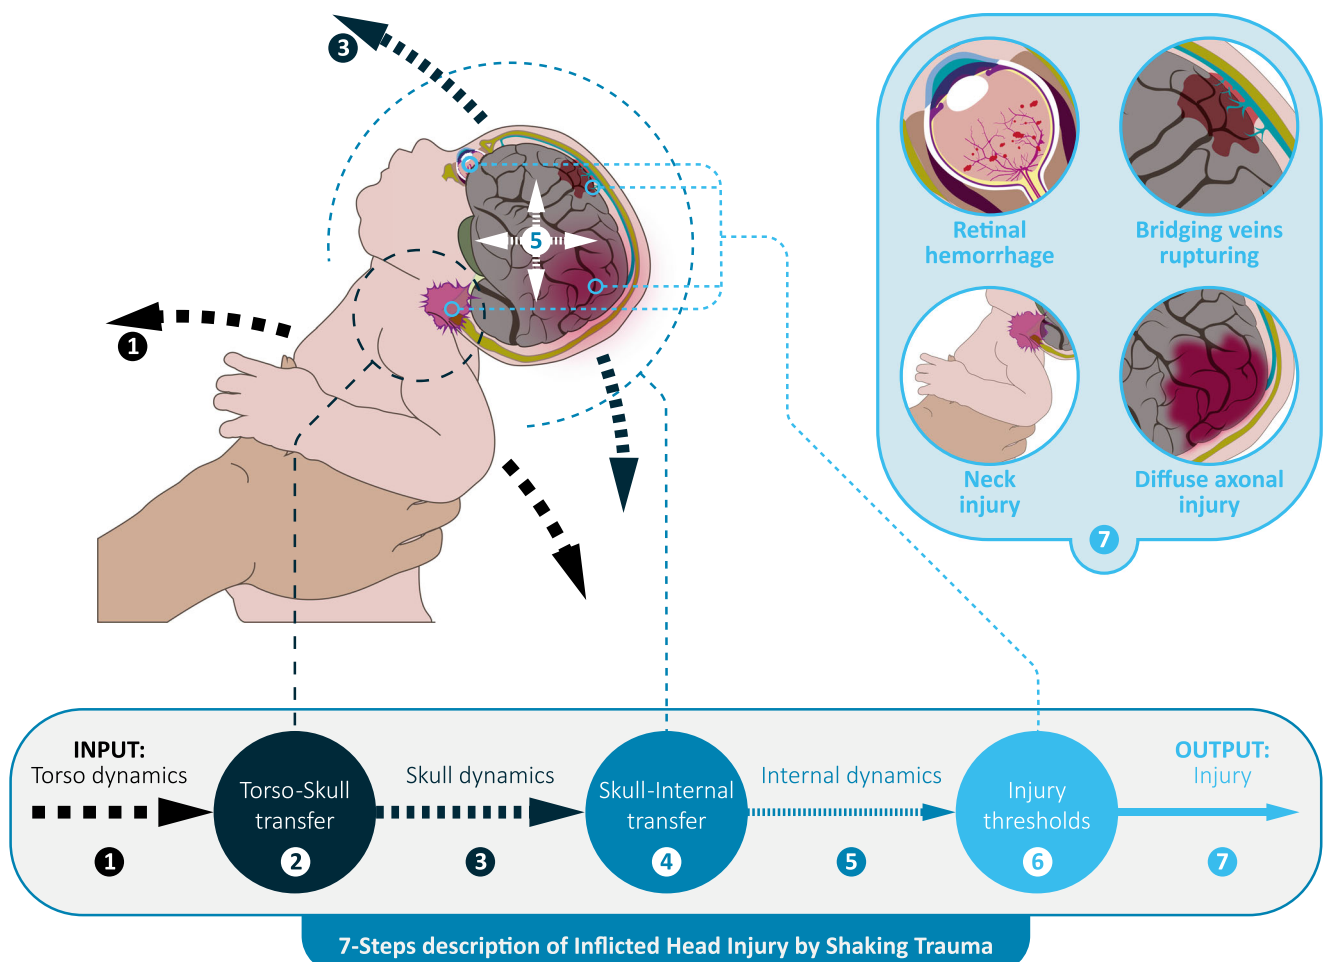 3
1
5
Retinal
hemorrhage
Bridging veins
rupturing
Neck
injury
Diffuse axonal
injury
7
INPUT:
Torso dynamics
1
Torso-Skull
transfer
2
Skull dynamics
3
Skull-Internal
transfer
4
Internal dynamics
5
Injury
thresholds
6
OUTPUT:
Injury
7
7-Steps description of Inflicted Head Injury by Shaking Trauma